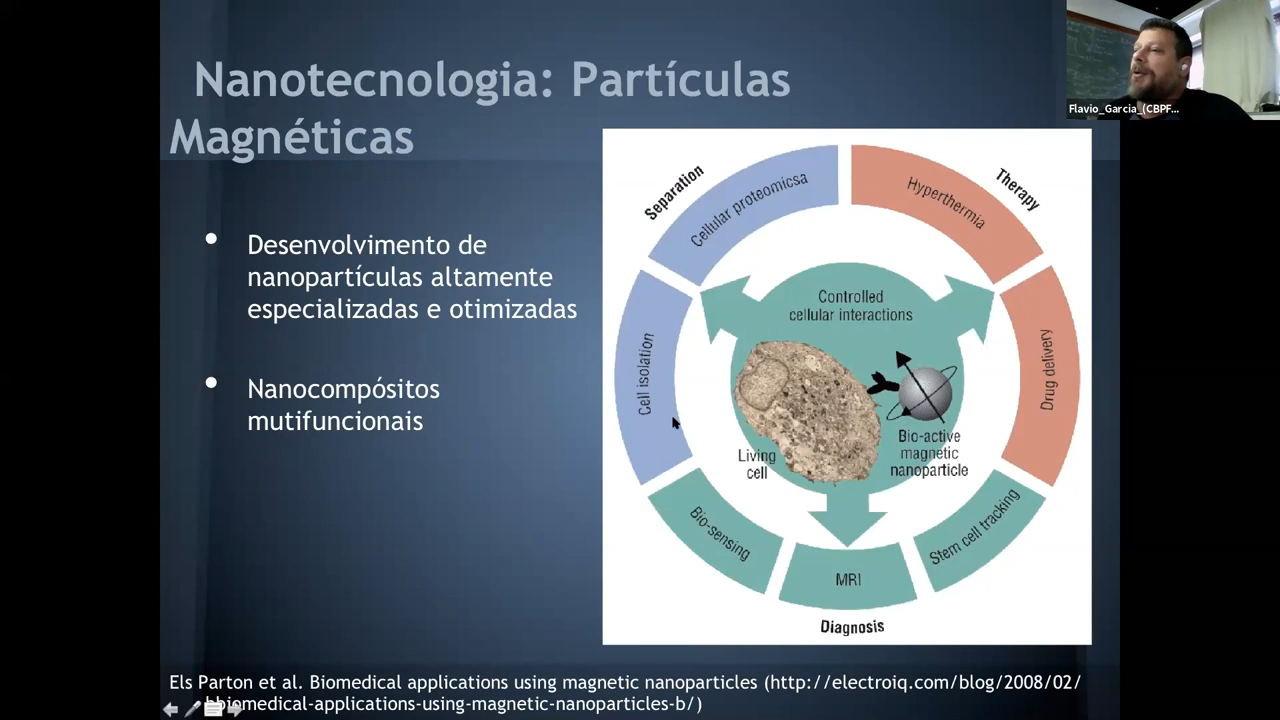 Nanotecnologia: Partículas
Magnéticas
Flavio_Garcia_(CBPF...
Desenvolvimento de
nanopartículas altamente
especializadas e otimizadas
Nanocompósitos
mutifuncionais
Separation
Cellular proteomicsa
Hyperthermia
Therapy
Cell isolation
Controlled
cellular interactions
Drug delivery
Living
cell
Bio-active
magnetic
nanoparticle
Bio-sensing
MRI
Stem cell tracking
Diagnosis
Els Parton et al. Biomedical applications using magnetic nanoparticles (http://electroiq.com/blog/2008/02/
bbiomedical-applications-using-magnetic-nanoparticles-b/)